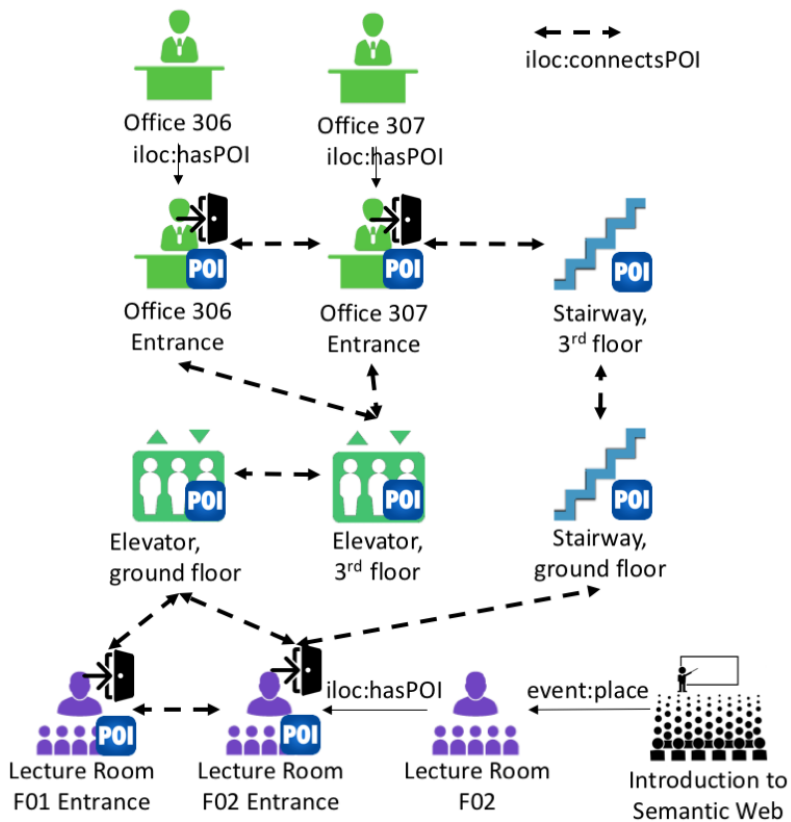 iloc:connectsPOI
Office 306
iloc:hasPOI
Office 307
iloc:hasPOI
POI
POI
POI
Office 306
Entrance
Office 307
Entrance
Stairway,
3rd floor
POI
POI
POI
Elevator,
ground floor
Elevator,
3rd floor
Stairway,
ground floor
iloc:hasPOI
event:place
POI
POI
Lecture Room
F01 Entrance
Lecture Room
F02 Entrance
Lecture Room
F02
Introduction to
Semantic Web